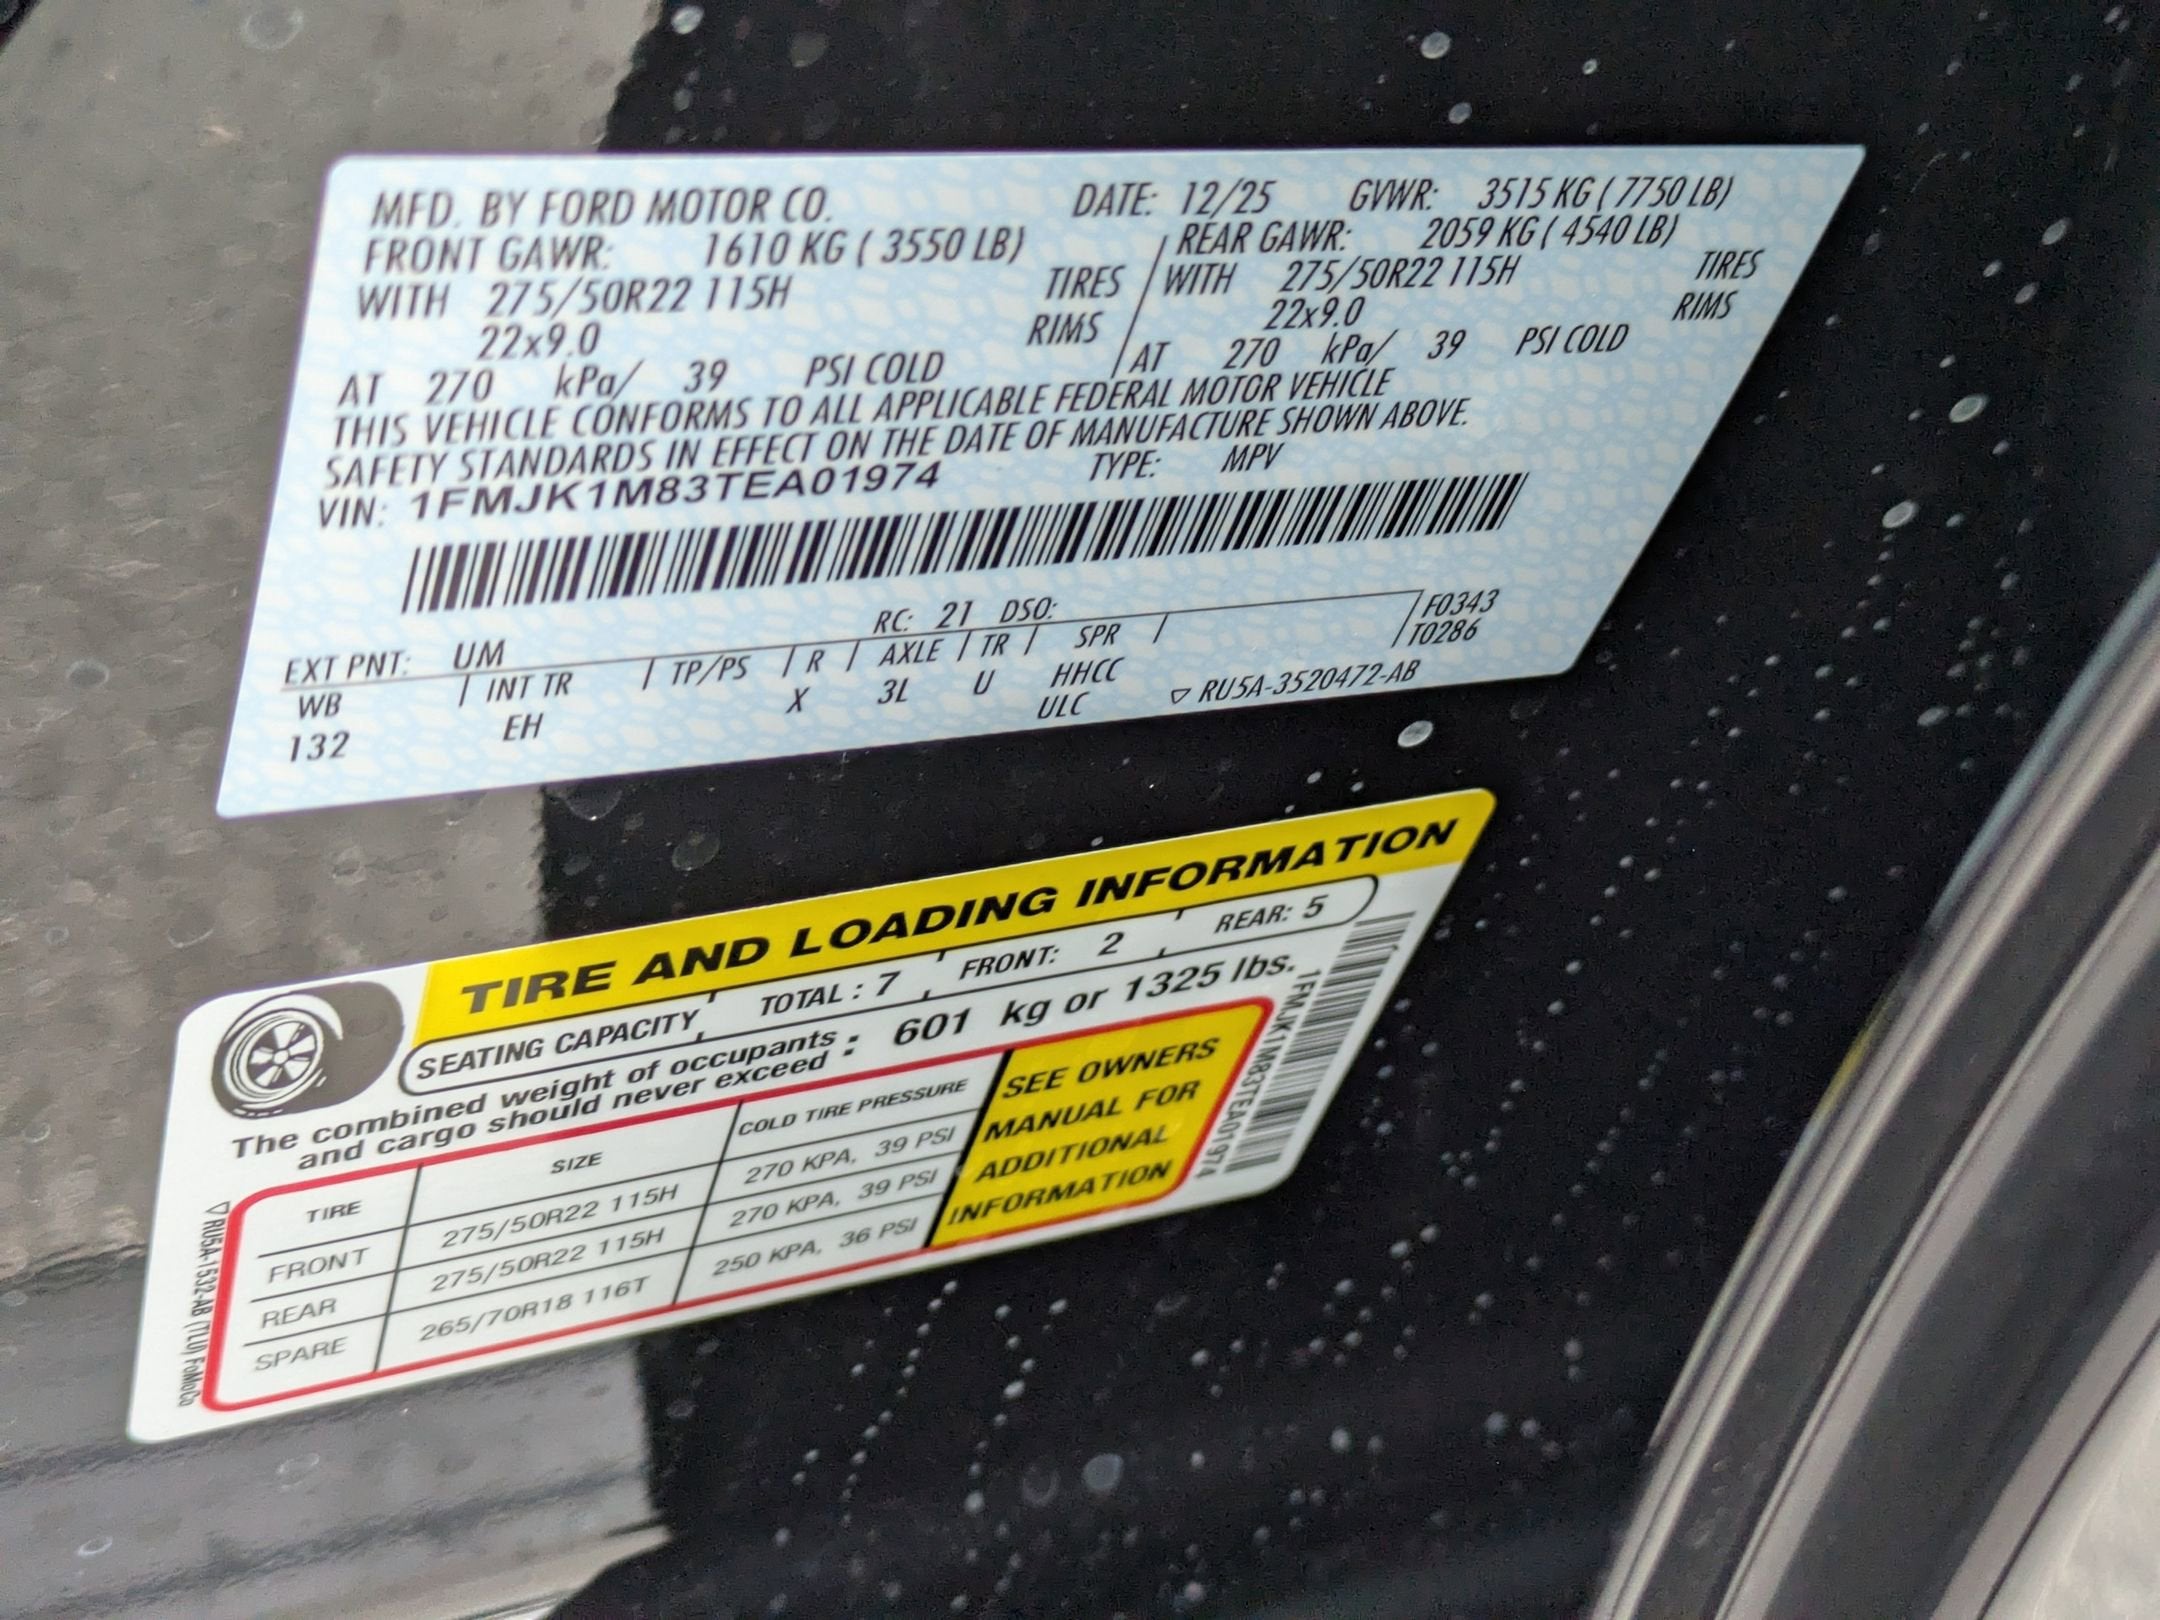 MFD. BY FORD MOTOR CO. DATE: 12/25 GVWR: 3515 KG ( 7750 LB)
FRONT GAWR: 1610 KG ( 3550 LB) REAR GAWR: 2059 KG ( 4540 LB)
WITH 275/50R22 115H TIRES WITH 275/50R22 115H TIRES
22x9.0 RIMS 22x9.0 RIMS
AT 270 kPa/ 39 PSI COLD AT 270 kPa/ 39 PSI COLD
THIS VEHICLE CONFORMS TO ALL APPLICABLE FEDERAL MOTOR VEHICLE
SAFETY STANDARDS IN EFFECT ON THE DATE OF MANUFACTURE SHOWN ABOVE.
VIN: 1FMJK1M83TEA01974 TYPE: MPV
EXT PNT: UM RC: 21 DSO: F0343
WB INT TR TP/PS R AXLE TR SPR T0286
132 EH X 3L U HHCC
ULC ▽ RU5A-3520472-AB
TIRE AND LOADING INFORMATION
SEATING CAPACITY TOTAL : 7 FRONT: 2 REAR: 5
The combined weight of occupants
and cargo should never exceed : 601 kg or 1325 lbs.
TIRE SIZE COLD TIRE PRESSURE
FRONT 275/50R22 115H 270 KPA, 39 PSI
REAR 275/50R22 115H 270 KPA, 39 PSI
SPARE 265/70R18 116T 250 KPA, 36 PSI
SEE OWNERS
MANUAL FOR
ADDITIONAL
INFORMATION
1FMJK1M83TEA01974
▽RU5A-1532-AB (TLU) FoMoCo